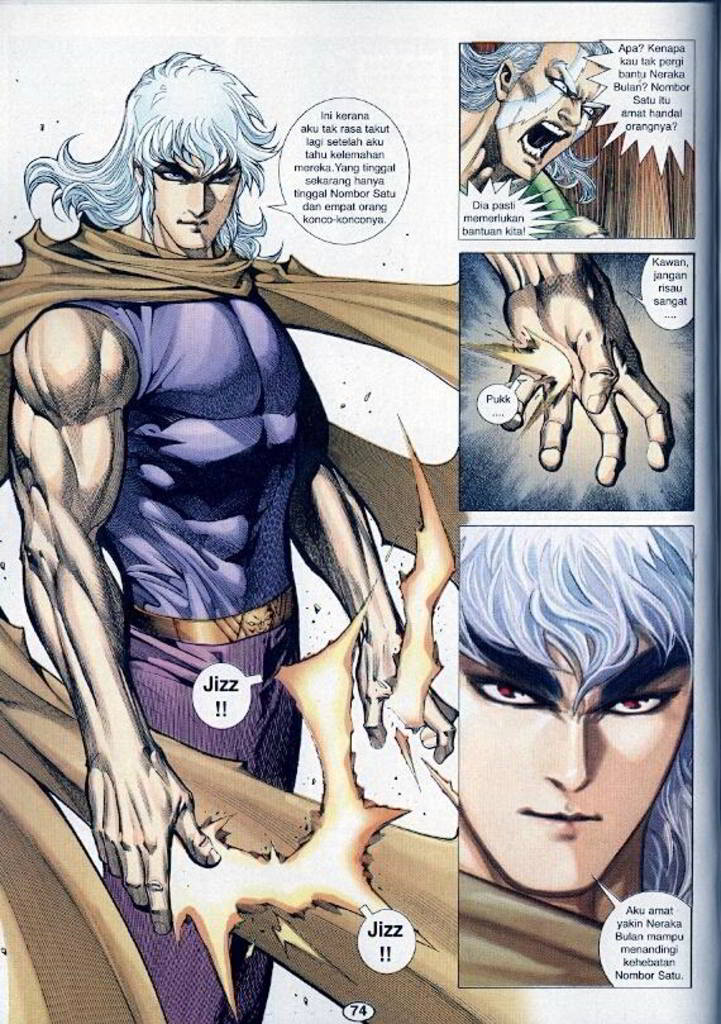 Ini kerana
aku tak rasa takut
lagi setelah aku
tahu kelemahan
mereka.Yang tinggal
sekarang hanya
tinggal Nombor Satu
dan empat orang
konco-konconya.
Apa? Kenapa
kau tak pergi
bantu Neraka
Bulan? Nombor
Satu itu
amat handal
orangnya?
Dia pasti
memerlukan
bantuan kita!
Kawan,
jangan
risau
sangat
....
Pukk
....
Jizz
!!
Jizz
!!
Aku amat
yakin Neraka
Bulan mampu
menandingi
kehebatan
Nombor Satu.
74